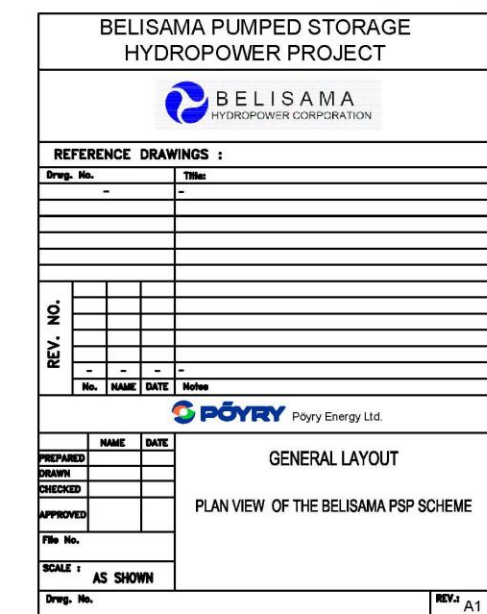 BELISAMA PUMPED STORAGE
HYDROPOWER PROJECT
BELISAMA
HYDROPOWER CORPORATION
REFERENCE DRAWINGS :
Drwg. No. Title:
- -
REV. NO.
- - - -
No. NAME DATE Notes
PÖYRY Pöyry Energy Ltd.
NAME DATE
PREPARED
DRAWN
CHECKED
APPROVED
GENERAL LAYOUT
PLAN VIEW OF THE BELISAMA PSP SCHEME
File No.
SCALE : AS SHOWN
Drwg. No. REV.: A1